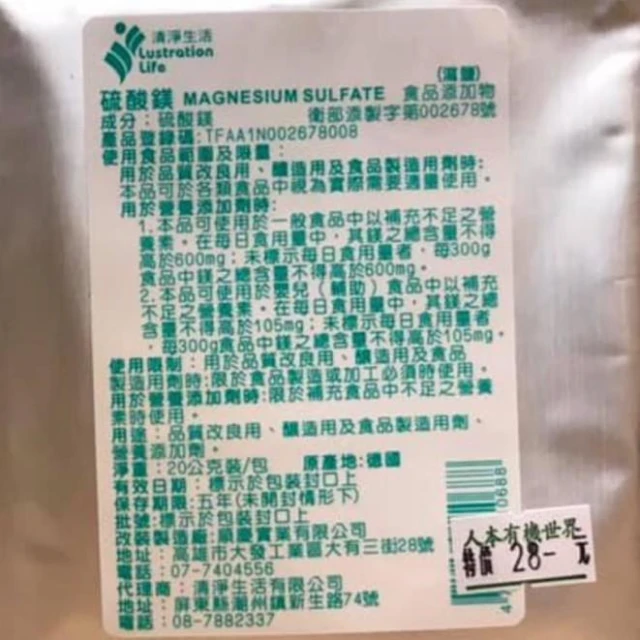 清淨生活
Lustration
Life
(瀉鹽)
硫酸鎂 MAGNESIUM SULFATE 食品添加物
成分：硫酸鎂 衛部添製字第002678號
產品登錄碼：TFAA1N002678008
使用食品範圍及限量：
用於品質改良用、釀造用及食品製造用劑時：
本品可於各類食品中視為實際需要適量使用。
用於營養添加劑時：
1.本品可使用於一般食品中以補充不足之營
養素。在每日食用量中，其鎂之總含量不得
高於600mg；未標示每日食用量者，每300g
食品中鎂之總含量不得高於600mg。
2.本品可使用於嬰兒（輔助）食品中以補充
不足之營養素。在每日食用量中，其鎂之總
含量不得高於105mg；未標示每日食用量者
，每300g食品中鎂之總含量不得高於105mg。
使用限制：用於品質改良用、釀造用及食品
製造用劑時：限於食品製造或加工必須時使用。
用於營養添加劑時：限於補充食品中不足之營養
素時使用。
用途：品質改良用、釀造用及食品製造用劑、
營養添加劑。
淨重：20公克裝/包 原產地：德國
有效日期：標示於包裝封口上
保存期限：五年(未開封情形下)
批號：標示於包裝封口上
改裝製造廠：順慶實業有限公司
地址：高雄市大發工業區大有三街28號
電話：07-7404556
代理商：清淨生活有限公司
地址：屏東縣潮州鎮新生路74號
電話：08-7882337
0688
人本有機世界
特價 28- 元